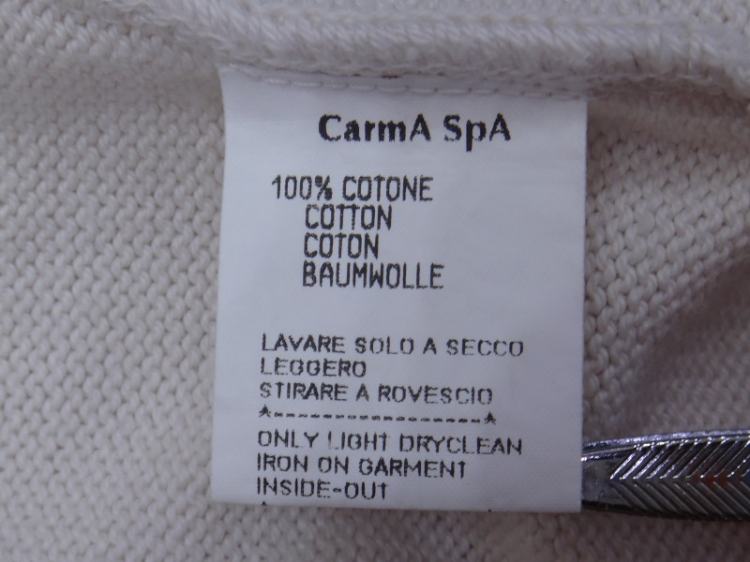 CarmA SpA
100% COTONE
COTTON
COTON
BAUMWOLLE
LAVARE SOLO A SECCO
LEGGERO
STIRARE A ROVESCIO
*-------------------*
ONLY LIGHT DRYCLEAN
IRON ON GARMENT
INSIDE-OUT